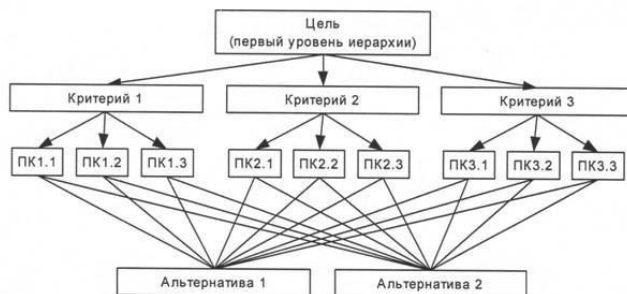 Цель
(первый уровень иерархии)
Критерий 1
Критерий 2
Критерий 3
ПК1.1
ПК1.2
ПК1.3
ПК2.1
ПК2.2
ПК2.3
ПК3.1
ПК3.2
ПК3.3
Альтернатива 1
Альтернатива 2